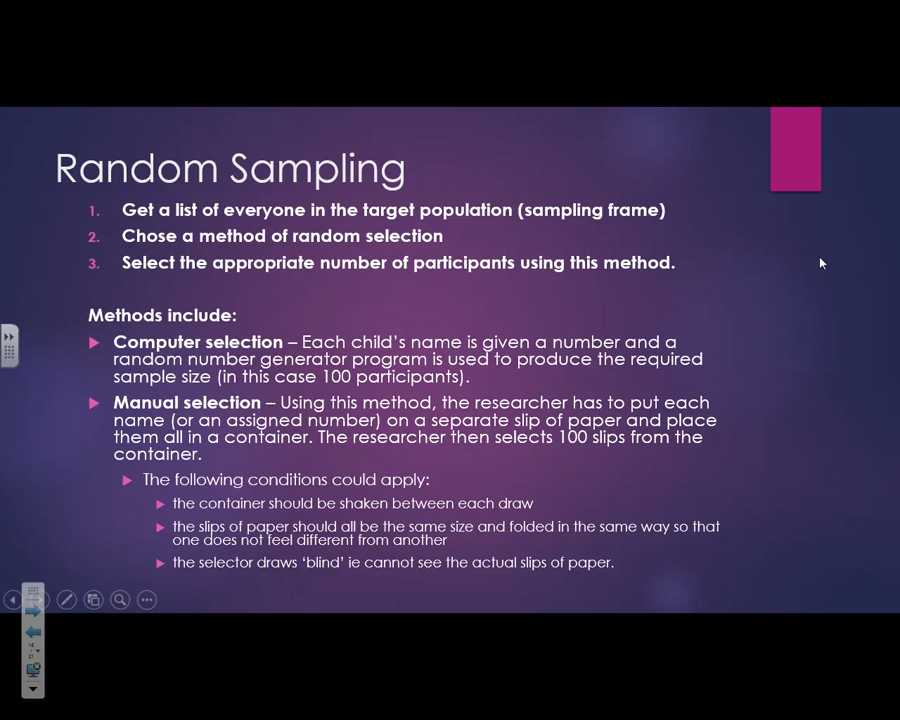 Random Sampling
1. Get a list of everyone in the target population (sampling frame)
2. Chose a method of random selection
3. Select the appropriate number of participants using this method.
Methods include:
Computer selection – Each child's name is given a number and a
random number generator program is used to produce the required
sample size (in this case 100 participants).
Manual selection – Using this method, the researcher has to put each
name (or an assigned number) on a separate slip of paper and place
them all in a container. The researcher then selects 100 slips from the
container.
The following conditions could apply:
the container should be shaken between each draw
the slips of paper should all be the same size and folded in the same way so that
one does not feel different from another
the selector draws 'blind' ie cannot see the actual slips of paper.